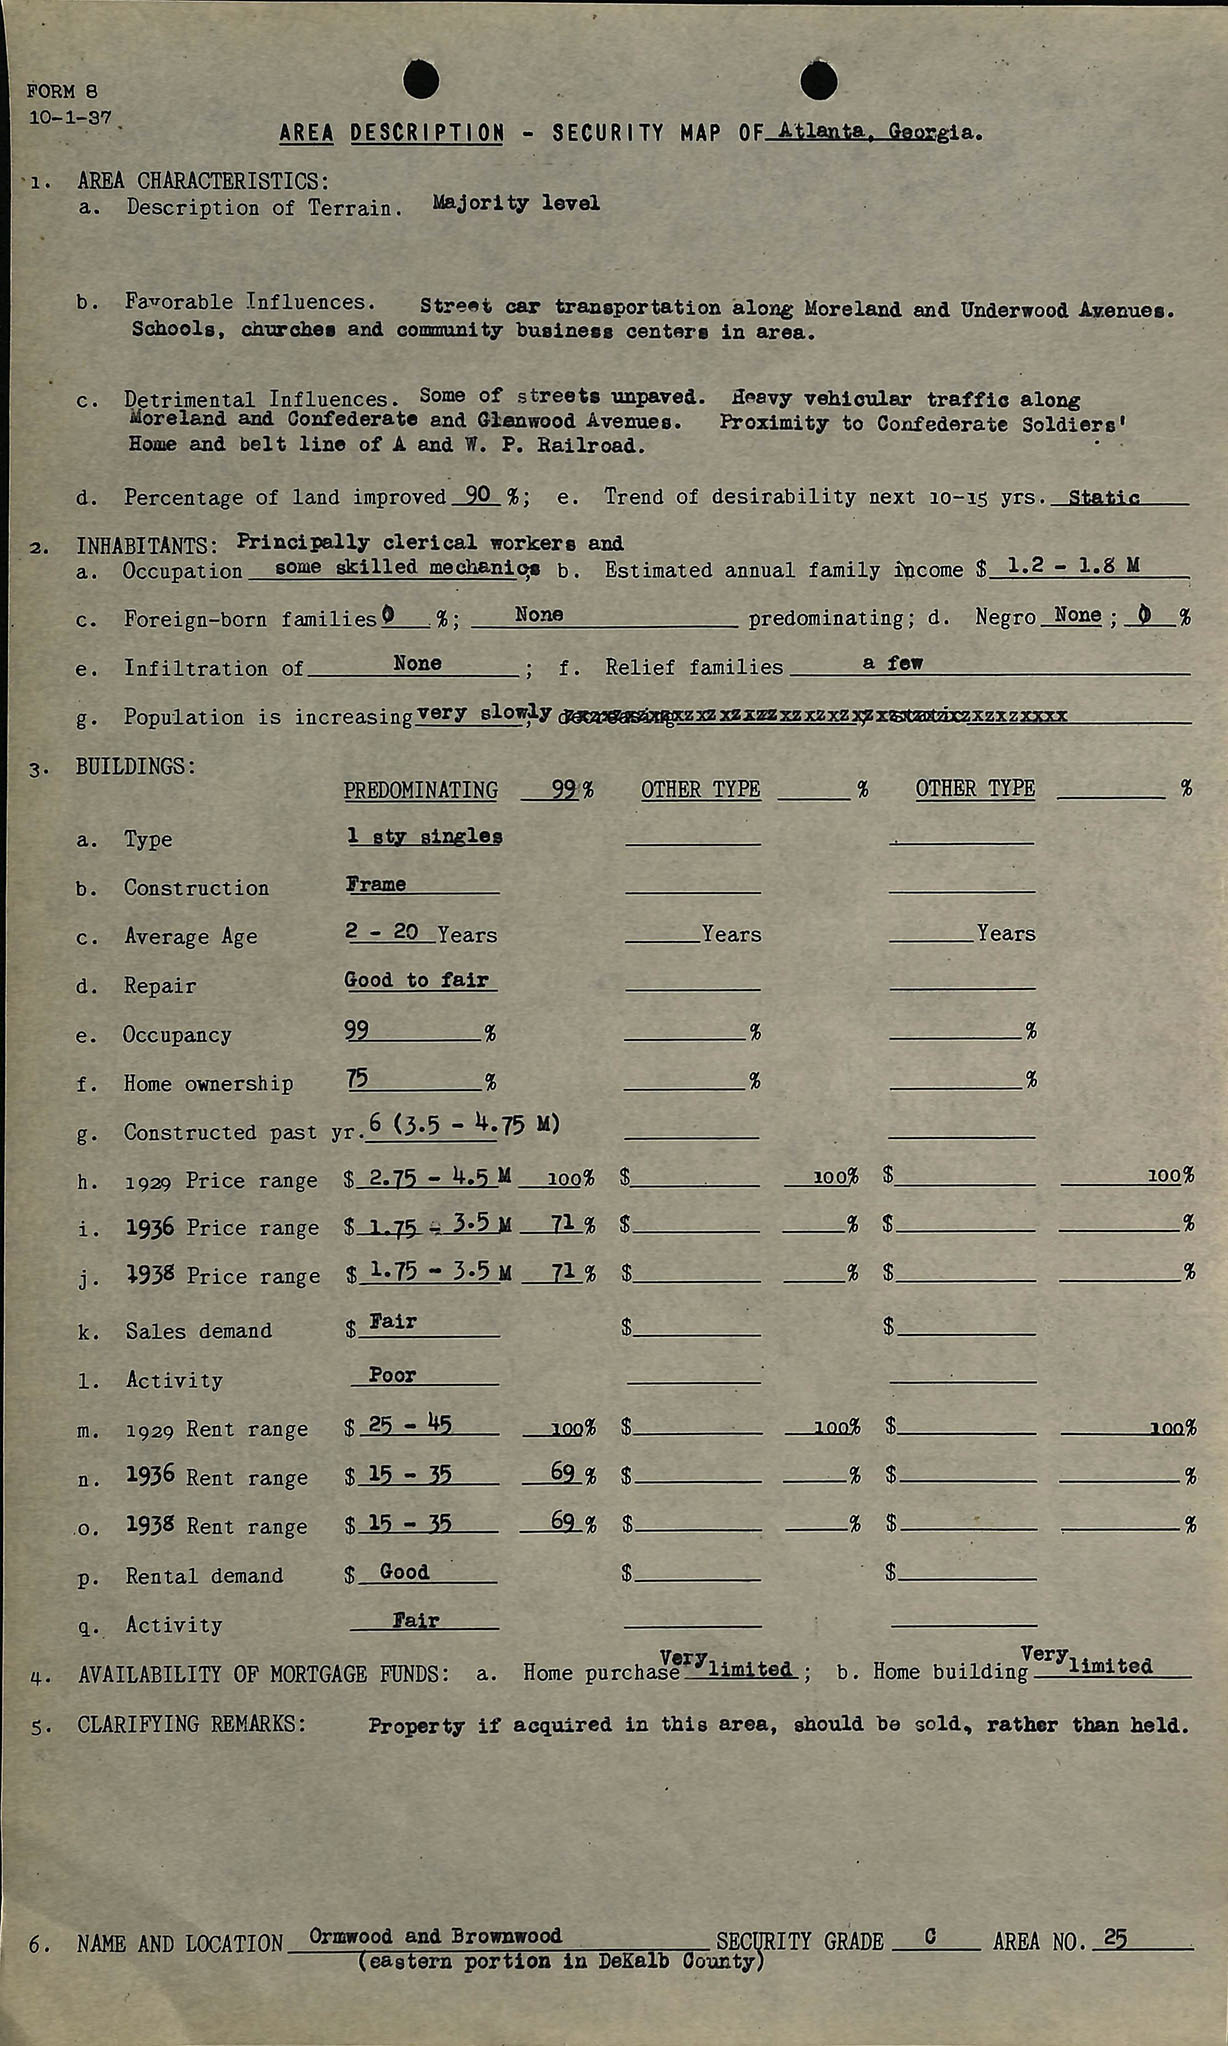 FORM 8
10-1-37
AREA DESCRIPTION - SECURITY MAP OF Atlanta, Georgia.
1. AREA CHARACTERISTICS:
a. Description of Terrain. Majority level
b. Favorable Influences. Street car transportation along Moreland and Underwood Avenues.
Schools, churches and community business centers in area.
c. Detrimental Influences. Some of streets unpaved. Heavy vehicular traffic along
Moreland and Confederate and Glenwood Avenues. Proximity to Confederate Soldiers'
Home and belt line of A and W. P. Railroad.
d. Percentage of land improved 90 %; e. Trend of desirability next 10-15 yrs. Static
2. INHABITANTS: Principally clerical workers and
a. Occupation some skilled mechanics b. Estimated annual family income $ 1.2 - 1.8 M
c. Foreign-born families 0 %; None predominating; d. Negro None ; 0 %
e. Infiltration of None ; f. Relief families a few
g. Population is increasing very slowly
3. BUILDINGS:
PREDOMINATING 99 % OTHER TYPE % OTHER TYPE %
a. Type 1 sty singles
b. Construction Frame
c. Average Age 2 - 20 Years Years Years
d. Repair Good to fair
e. Occupancy 99 % % %
f. Home ownership 75 % % %
g. Constructed past yr. 6 (3.5 - 4.75 M)
h. 1929 Price range $ 2.75 - 4.5 M 100% $ 100% $ 100%
i. 1936 Price range $ 1.75 - 3.5 M 71 % $ % $ %
j. 1938 Price range $ 1.75 - 3.5 M 71 % $ % $ %
k. Sales demand $ Fair $ $
l. Activity Poor
m. 1929 Rent range $ 25 - 45 100% $ 100% $ 100%
n. 1936 Rent range $ 15 - 35 69 % $ % $ %
o. 1938 Rent range $ 15 - 35 69 % $ % $ %
p. Rental demand $ Good $ $
q. Activity Fair
4. AVAILABILITY OF MORTGAGE FUNDS: a. Home purchase Very limited ; b. Home building Very limited
5. CLARIFYING REMARKS: Property if acquired in this area, should be sold, rather than held.
6. NAME AND LOCATION Ormwood and Brownwood SECURITY GRADE C AREA NO. 25
(eastern portion in DeKalb County)